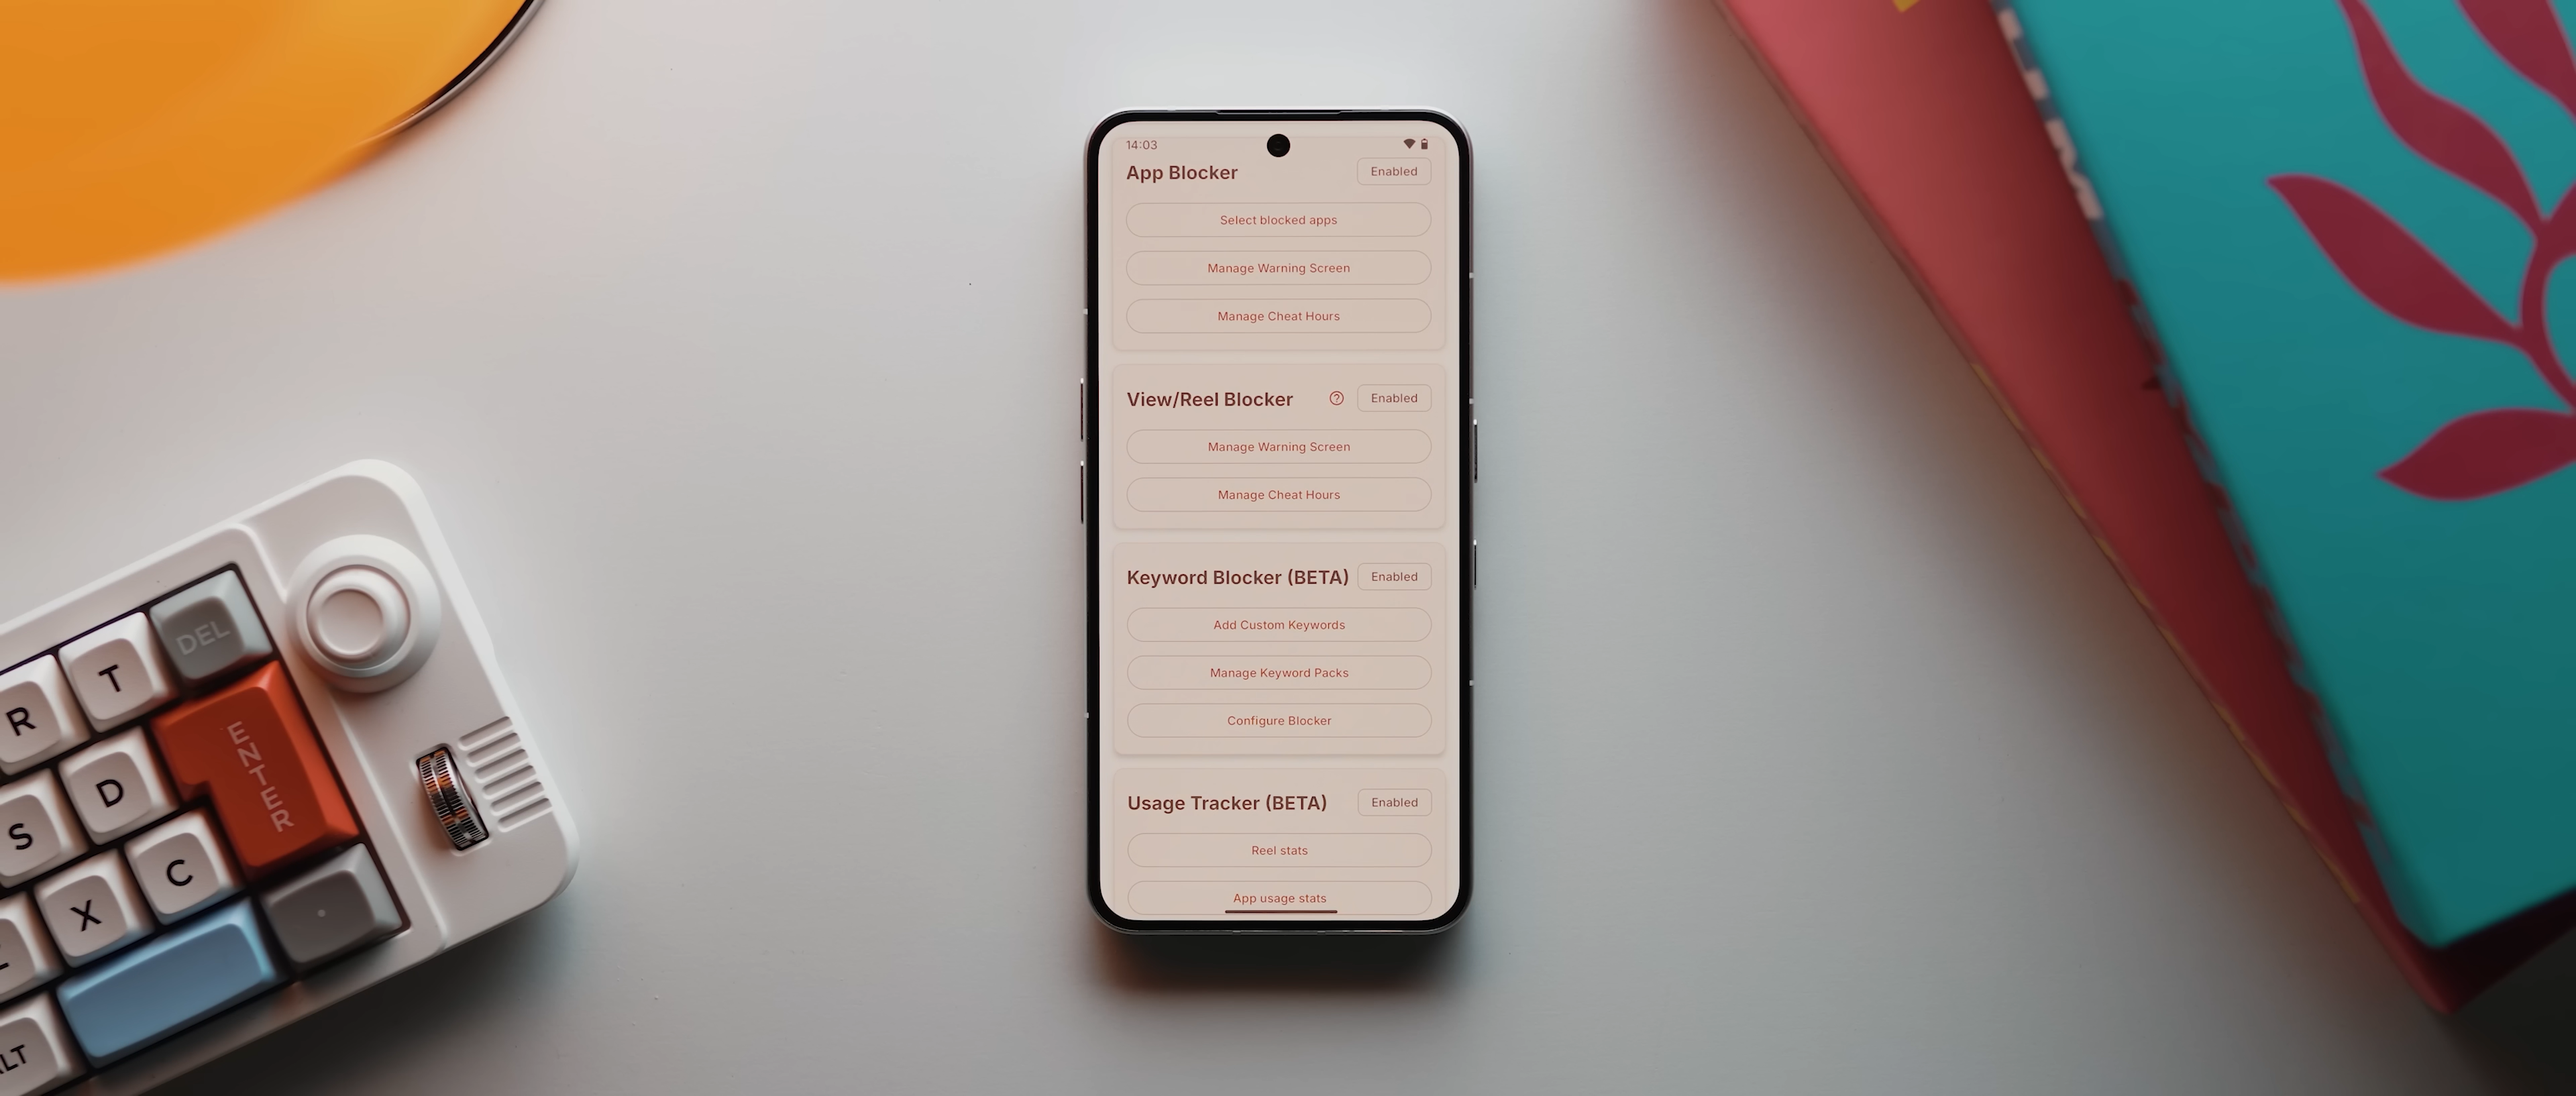 14:03
App Blocker
Enabled
Select blocked apps
Manage Warning Screen
Manage Cheat Hours
View/Reel Blocker
Enabled
Manage Warning Screen
Manage Cheat Hours
Keyword Blocker (BETA)
Enabled
Add Custom Keywords
Manage Keyword Packs
Configure Blocker
Usage Tracker (BETA)
Enabled
Reel stats
App usage stats
R
T
DEL
S
D
ENTER
X
C